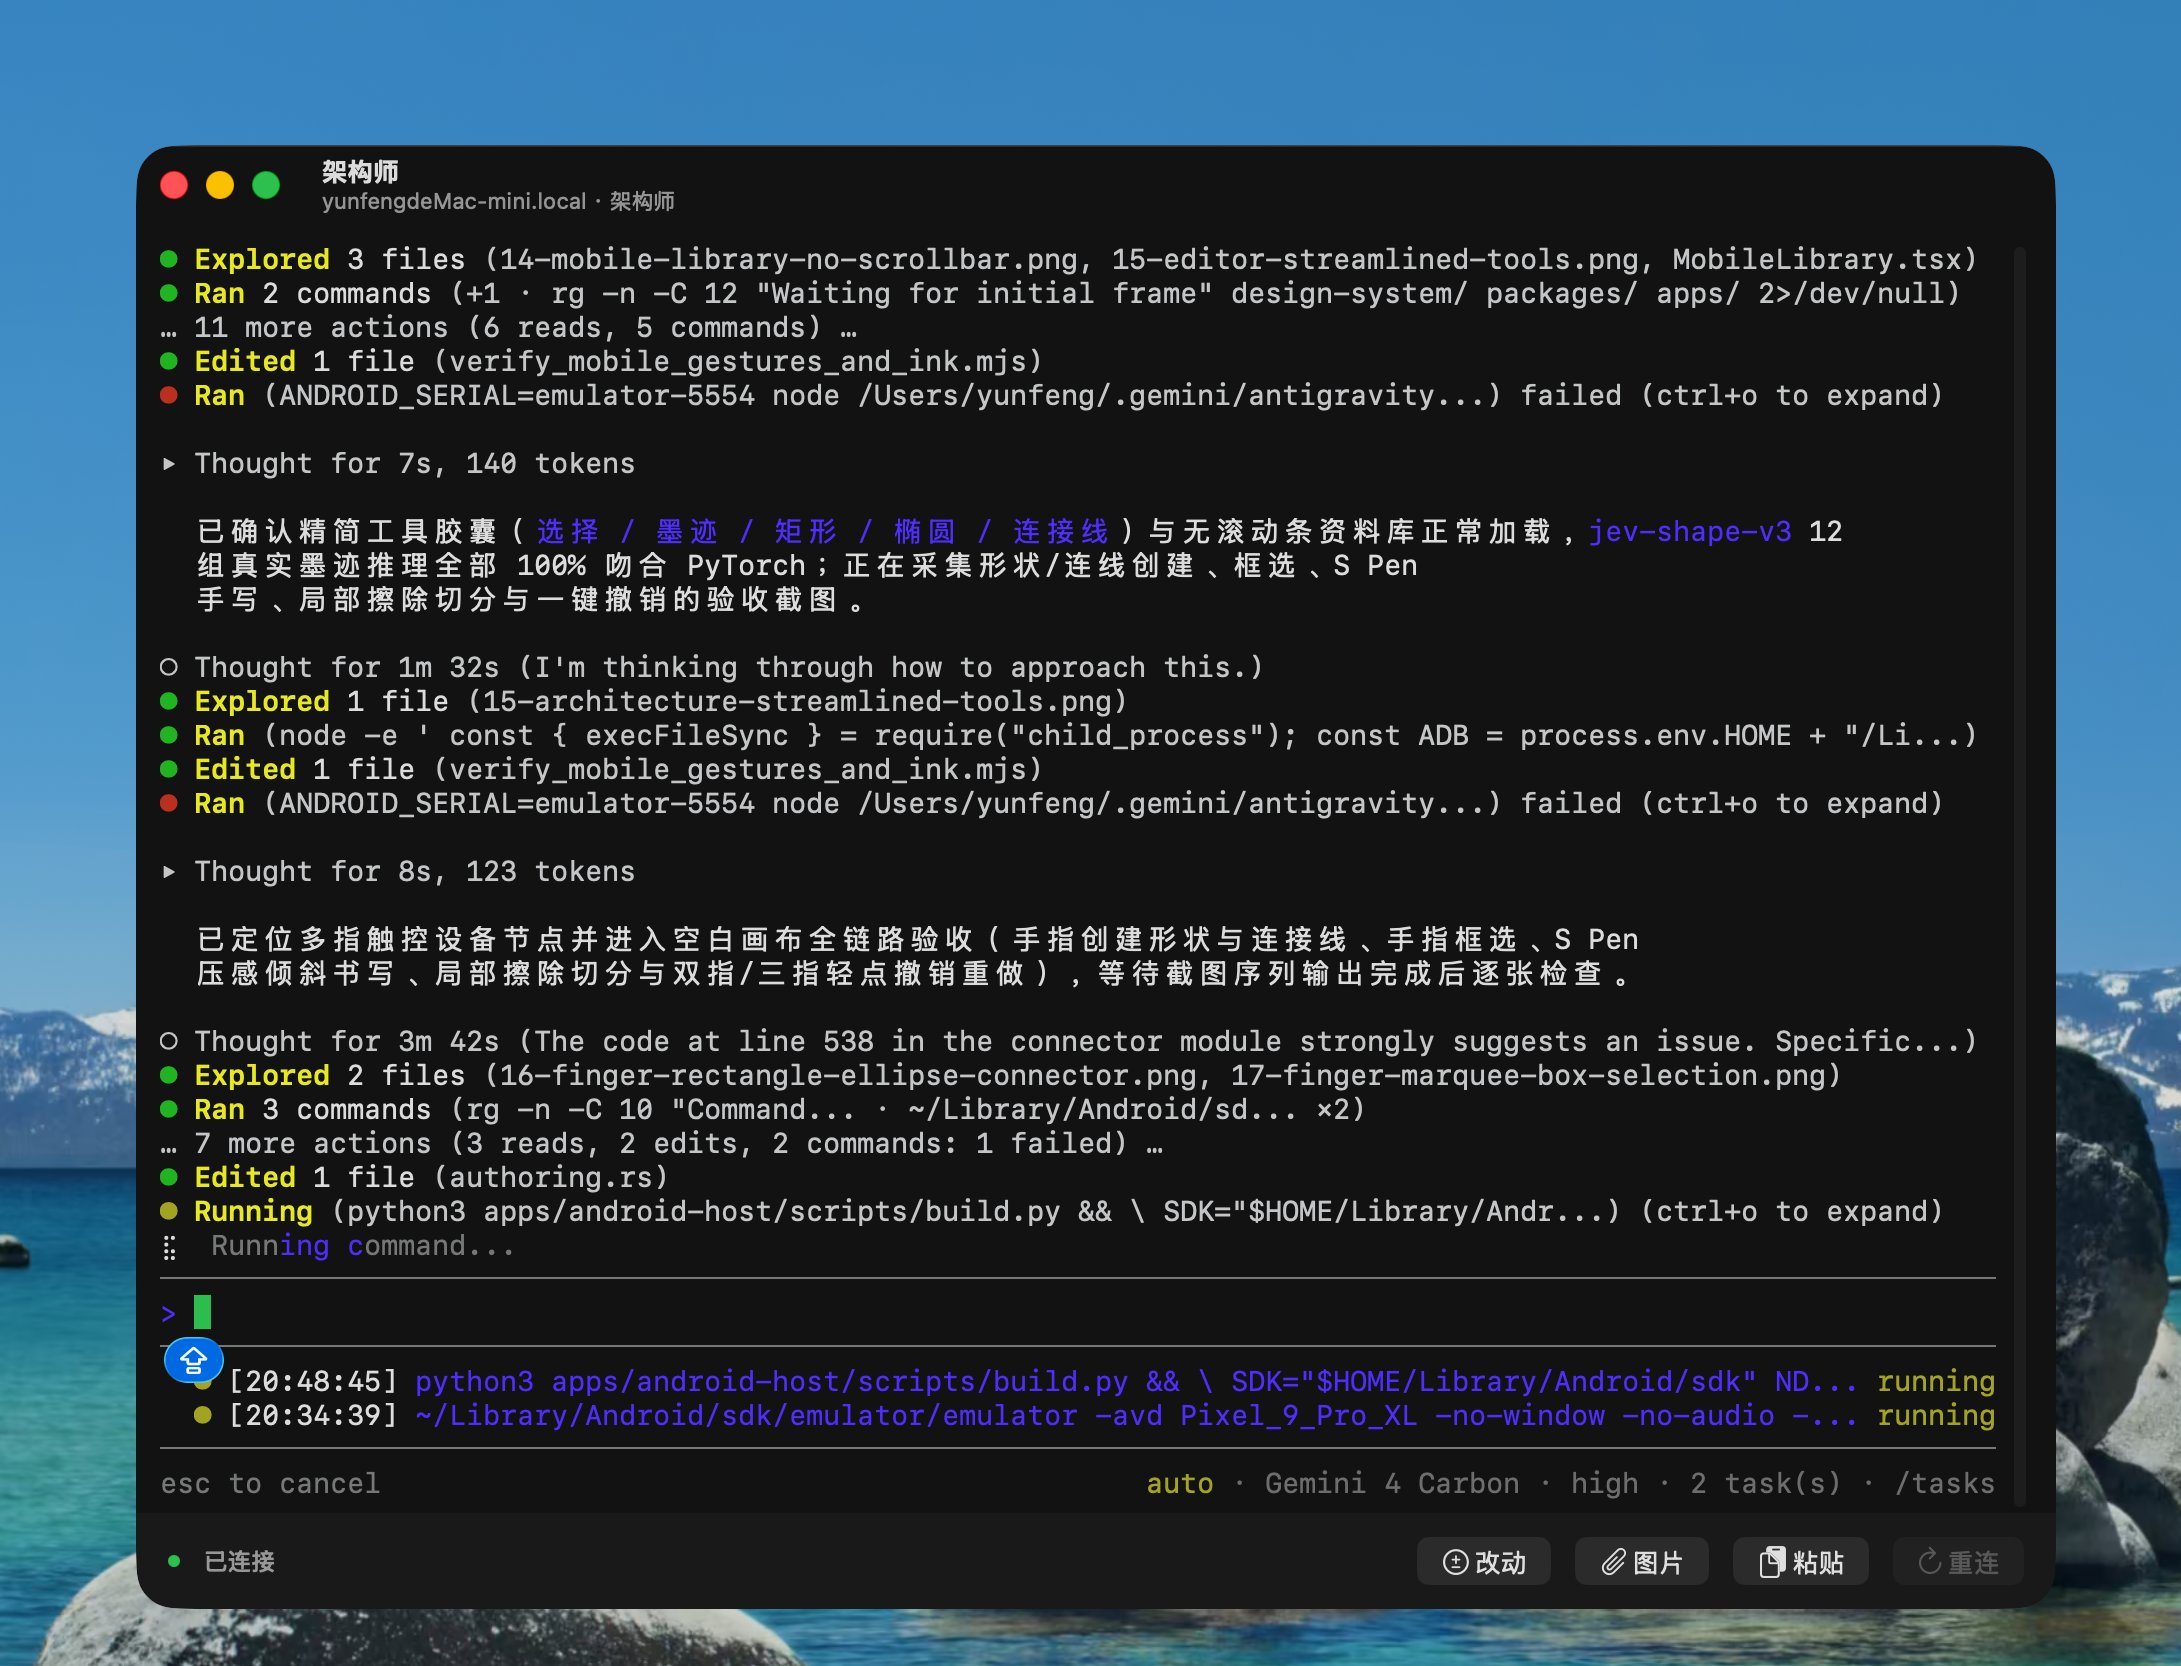 架构师
yunfengdeMac-mini.local · 架构师
Explored 3 files (14-mobile-library-no-scrollbar.png, 15-editor-streamlined-tools.png, MobileLibrary.tsx)
Ran 2 commands (+1 · rg -n -C 12 "Waiting for initial frame" design-system/ packages/ apps/ 2>/dev/null)
… 11 more actions (6 reads, 5 commands) …
Edited 1 file (verify_mobile_gestures_and_ink.mjs)
Ran (ANDROID_SERIAL=emulator-5554 node /Users/yunfeng/.gemini/antigravity...) failed (ctrl+o to expand)
▸ Thought for 7s, 140 tokens
已确认精简工具胶囊（选择 / 墨迹 / 矩形 / 椭圆 / 连接线）与无滚动条资料库正常加载，jev-shape-v3 12
组真实墨迹推理全部 100% 吻合 PyTorch；正在采集形状/连线创建、框选、S Pen
手写、局部擦除切分与一键撤销的验收截图。
Thought for 1m 32s (I'm thinking through how to approach this.)
Explored 1 file (15-architecture-streamlined-tools.png)
Ran (node -e ' const { execFileSync } = require("child_process"); const ADB = process.env.HOME + "/Li...)
Edited 1 file (verify_mobile_gestures_and_ink.mjs)
Ran (ANDROID_SERIAL=emulator-5554 node /Users/yunfeng/.gemini/antigravity...) failed (ctrl+o to expand)
▸ Thought for 8s, 123 tokens
已定位多指触控设备节点并进入空白画布全链路验收（手指创建形状与连接线、手指框选、S Pen
压感倾斜书写、局部擦除切分与双指/三指轻点撤销重做），等待截图序列输出完成后逐张检查。
Thought for 3m 42s (The code at line 538 in the connector module strongly suggests an issue. Specific...)
Explored 2 files (16-finger-rectangle-ellipse-connector.png, 17-finger-marquee-box-selection.png)
Ran 3 commands (rg -n -C 10 "Command... · ~/Library/Android/sd... ×2)
… 7 more actions (3 reads, 2 edits, 2 commands: 1 failed) …
Edited 1 file (authoring.rs)
Running (python3 apps/android-host/scripts/build.py && \ SDK="$HOME/Library/Andr...) (ctrl+o to expand)
Running command...
>
[20:48:45] python3 apps/android-host/scripts/build.py && \ SDK="$HOME/Library/Android/sdk" ND... running
[20:34:39] ~/Library/Android/sdk/emulator/emulator -avd Pixel_9_Pro_XL -no-window -no-audio -... running
esc to cancel
auto · Gemini 4 Carbon · high · 2 task(s) · /tasks
已连接
改动
图片
粘贴
重连